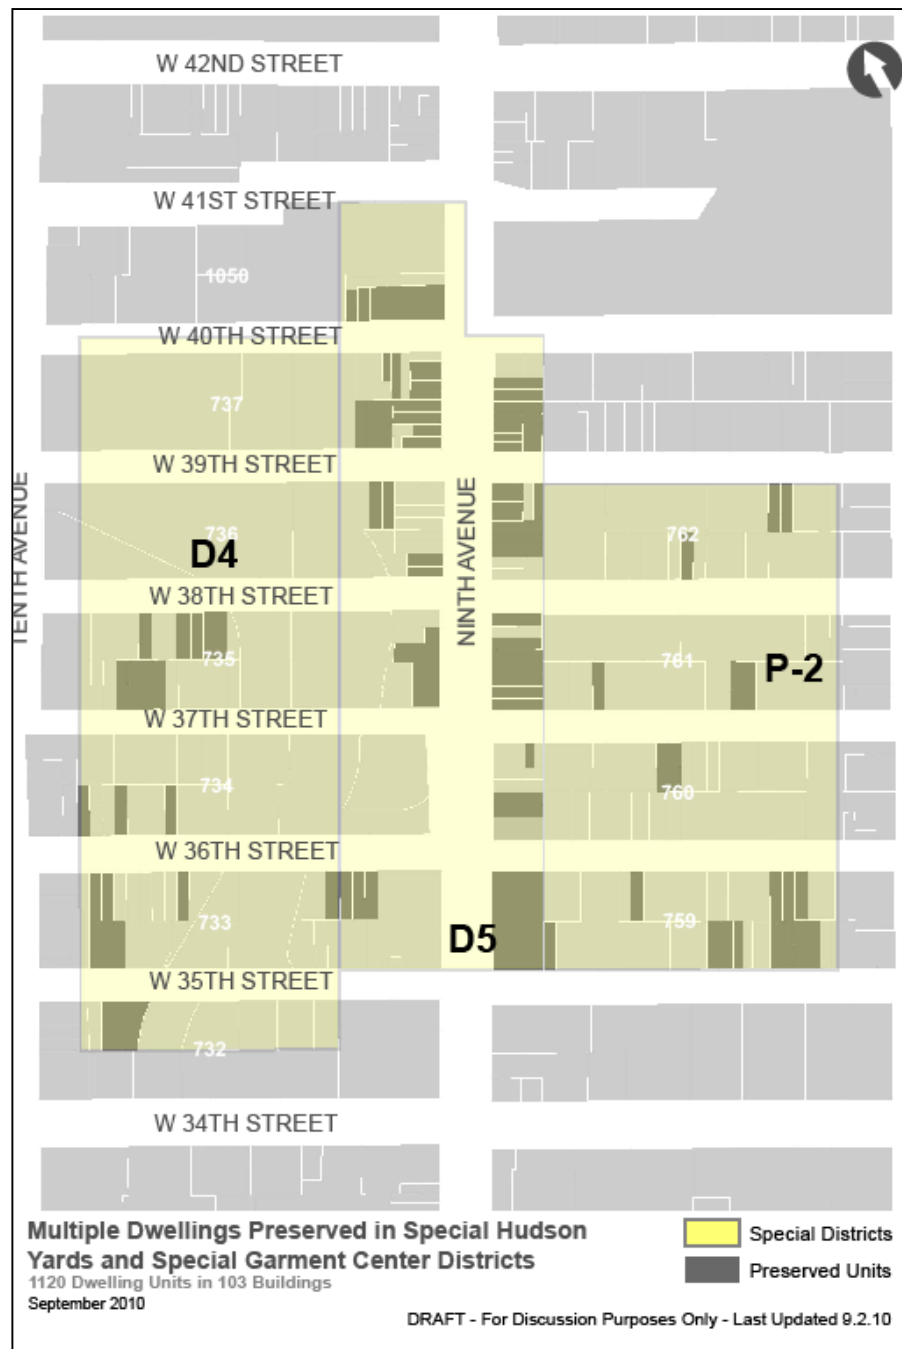 W 42ND STREET
W 41ST STREET
1050
W 40TH STREET
737
W 39TH STREET
TENTH AVENUE
NINTH AVENUE
736
762
D4
W 38TH STREET
735
761
P-2
W 37TH STREET
734
760
W 36TH STREET
733
759
D5
W 35TH STREET
732
W 34TH STREET
Multiple Dwellings Preserved in Special Hudson
Yards and Special Garment Center Districts
1120 Dwelling Units in 103 Buildings
September 2010
Special Districts
Preserved Units
DRAFT - For Discussion Purposes Only - Last Updated 9.2.10